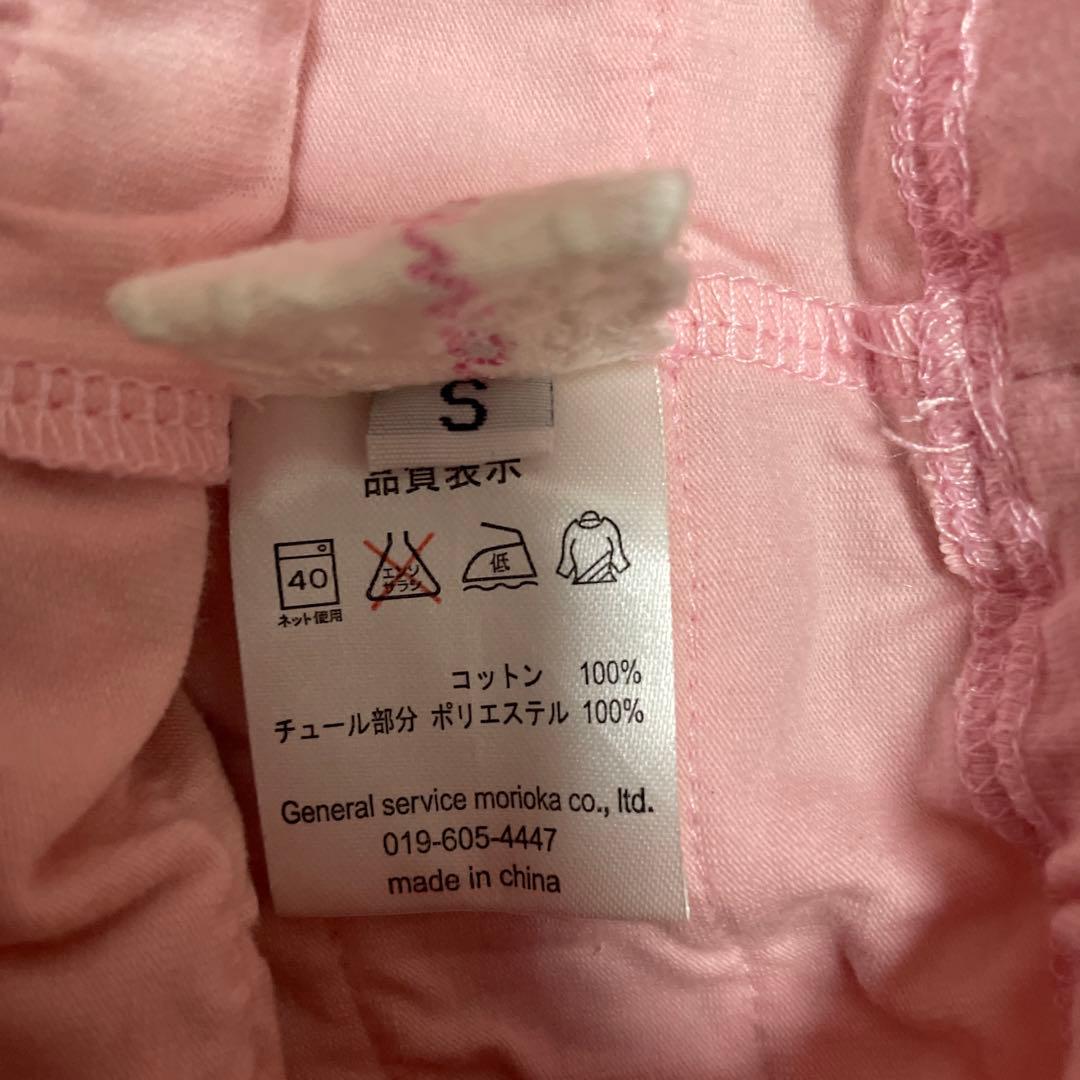 S
品質表示
40
エンソ
サラシ
低
ネット使用
コットン 100%
チュール部分 ポリエステル 100%
General service morioka co., ltd.
019-605-4447
made in china